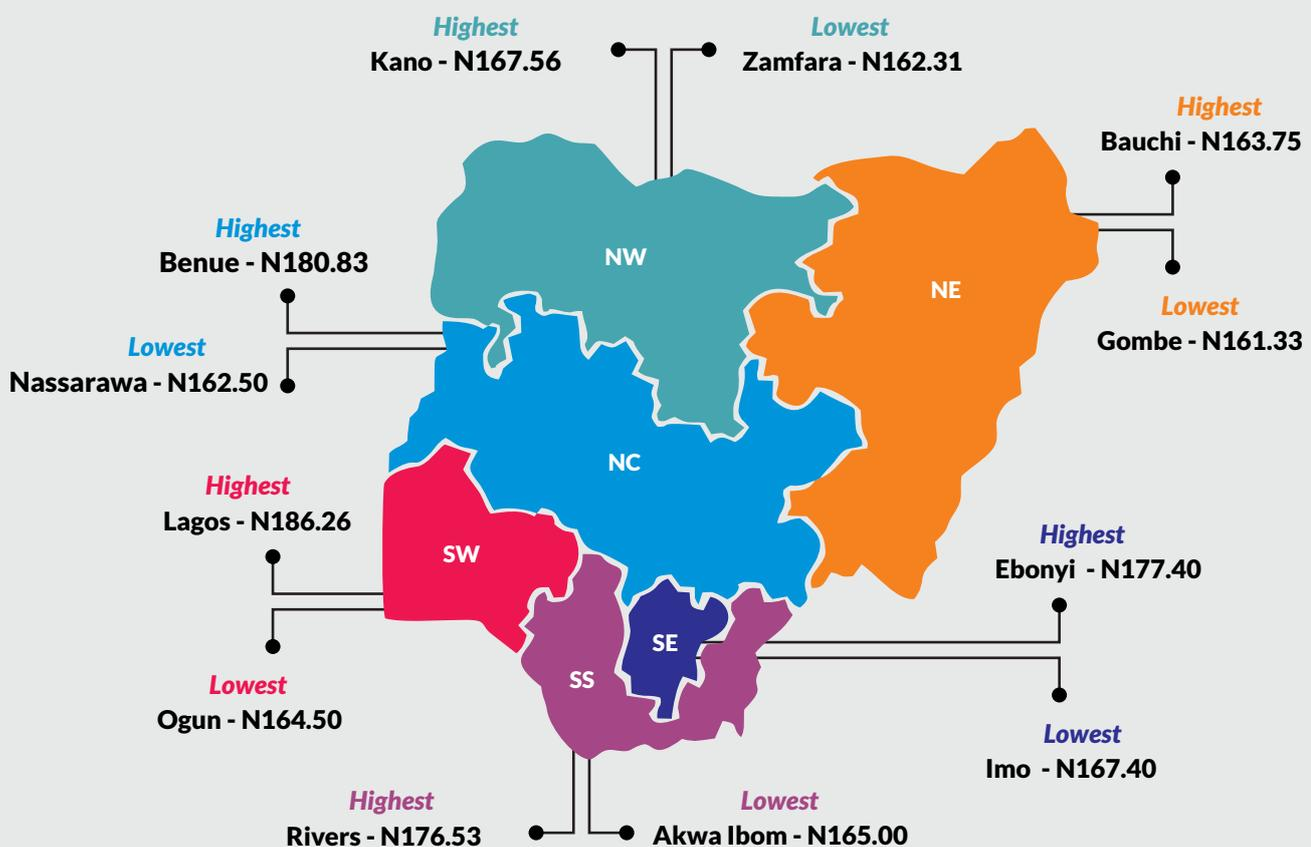 Highest
Kano - N167.56
Lowest
Zamfara - N162.31
Highest
Bauchi - N163.75
Highest
Benue - N180.83
NW
NE
Lowest
Gombe - N161.33
Lowest
Nassarawa - N162.50
NC
Highest
Lagos - N186.26
SW
Highest
Ebonyi - N177.40
SE
SS
Lowest
Ogun - N164.50
Lowest
Imo - N167.40
Highest
Rivers - N176.53
Lowest
Akwa Ibom - N165.00